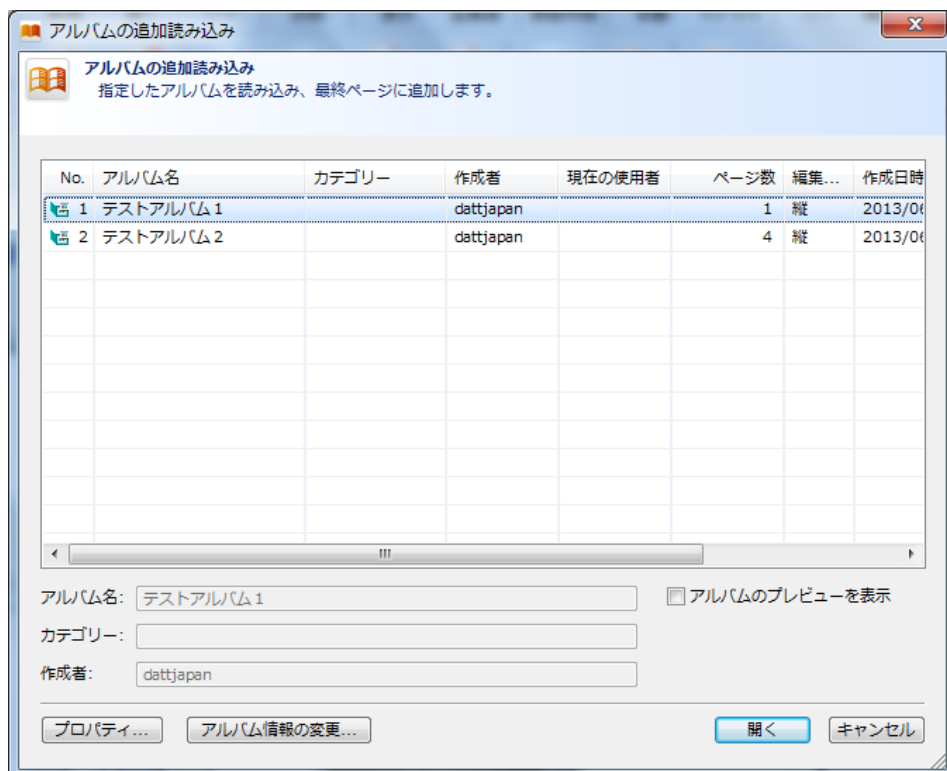 アルバムの追加読み込み
アルバムの追加読み込み
指定したアルバムを読み込み、最終ページに追加します。
No. アルバム名 カテゴリー 作成者 現在の使用者 ページ数 編集... 作成日時
1 テストアルバム1 dattjapan 1 縦 2013/06
2 テストアルバム2 dattjapan 4 縦 2013/06
アルバム名: テストアルバム1 アルバムのプレビューを表示
カテゴリー:
作成者: dattjapan
プロパティ... アルバム情報の変更... 開く キャンセル